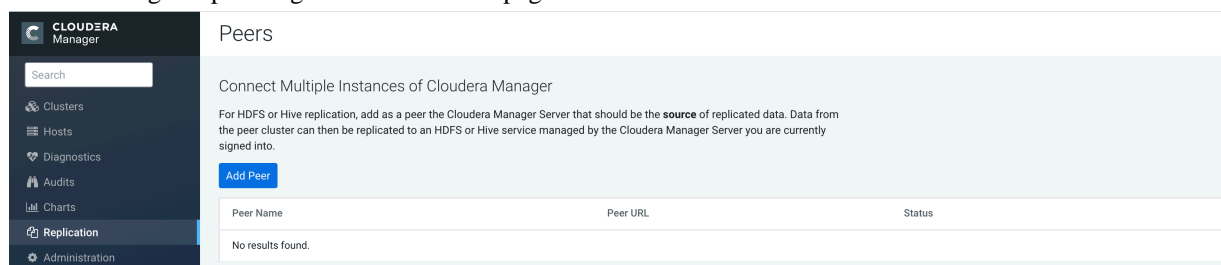 CLOUDERA
Manager
Search
Clusters
Hosts
Diagnostics
Audits
Charts
Replication
Administration
Peers
Connect Multiple Instances of Cloudera Manager
For HDFS or Hive replication, add as a peer the Cloudera Manager Server that should be the source of replicated data. Data from
the peer cluster can then be replicated to an HDFS or Hive service managed by the Cloudera Manager Server you are currently
signed into.
Add Peer
Peer Name Peer URL Status
No results found.